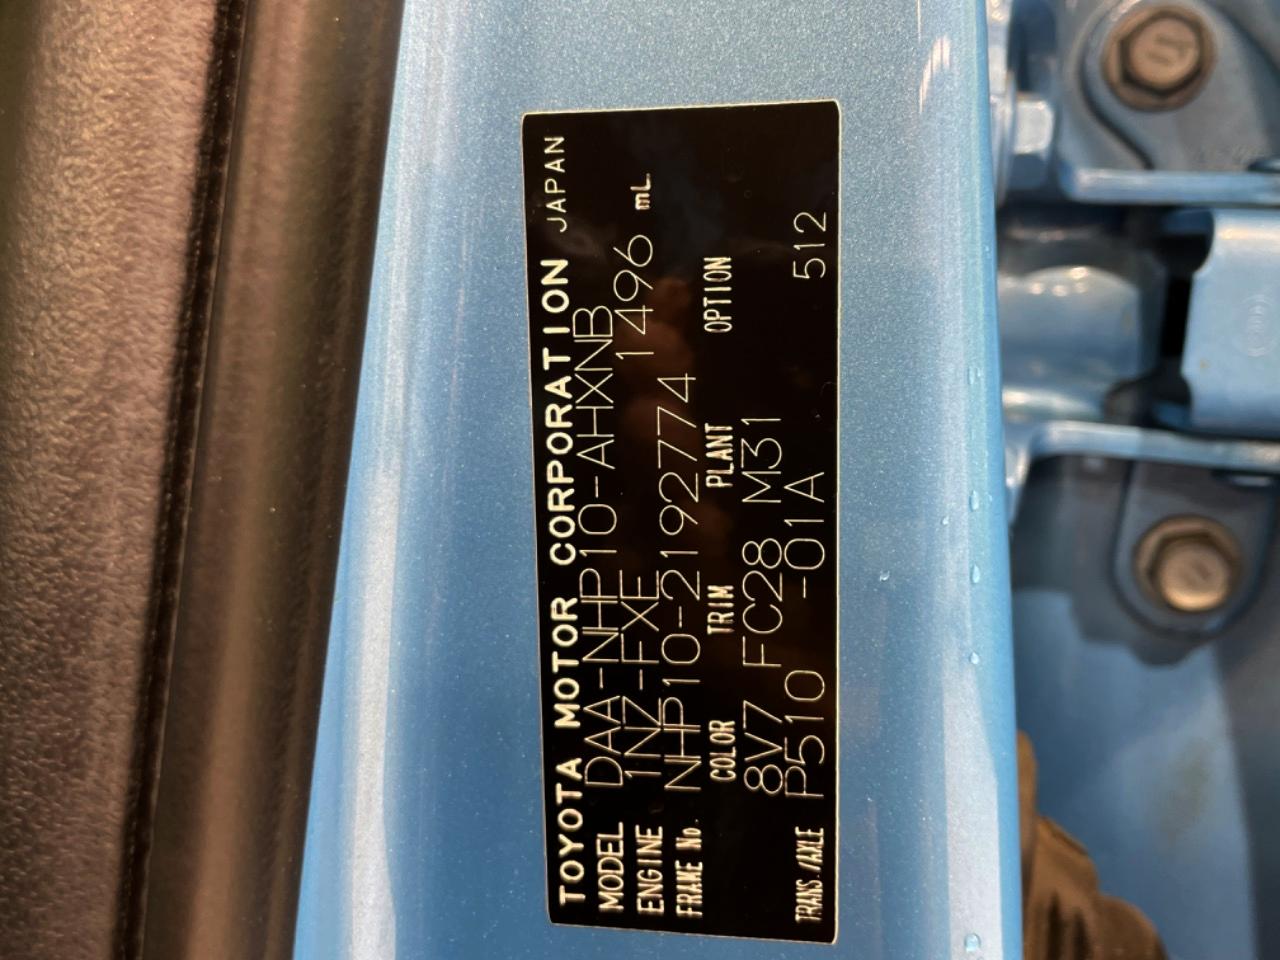 TOYOTA MOTOR CORPORATION JAPAN
MODEL DAA-NHP10-AHXNB
ENGINE 1NZ-FXE 1496 mL
FRAME No. NHP10-2192774
COLOR TRIM PLANT OPTION
8V7 FC28 M31
TRANS./AXLE P510 -01A 512